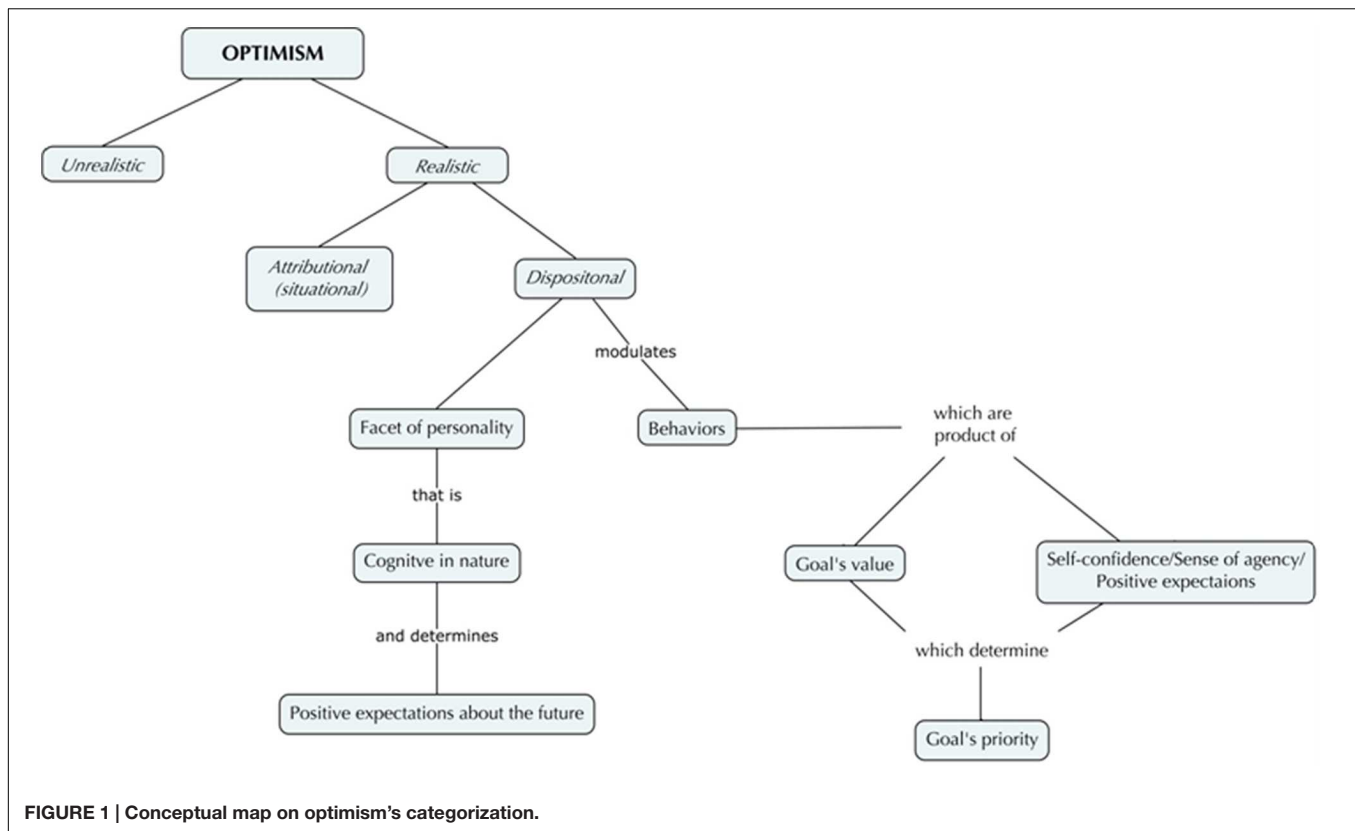 OPTIMISM
Unrealistic
Realistic
Attributional
(situational)
Dispositonal
modulates
Facet of personality
Behaviors
which are
product of
that is
Cognitve in nature
Goal's value
Self-confidence/Sense of agency/
Positive expectaions
and determines
which determine
Positive expectations about the future
Goal's priority
FIGURE 1 | Conceptual map on optimism’s categorization.